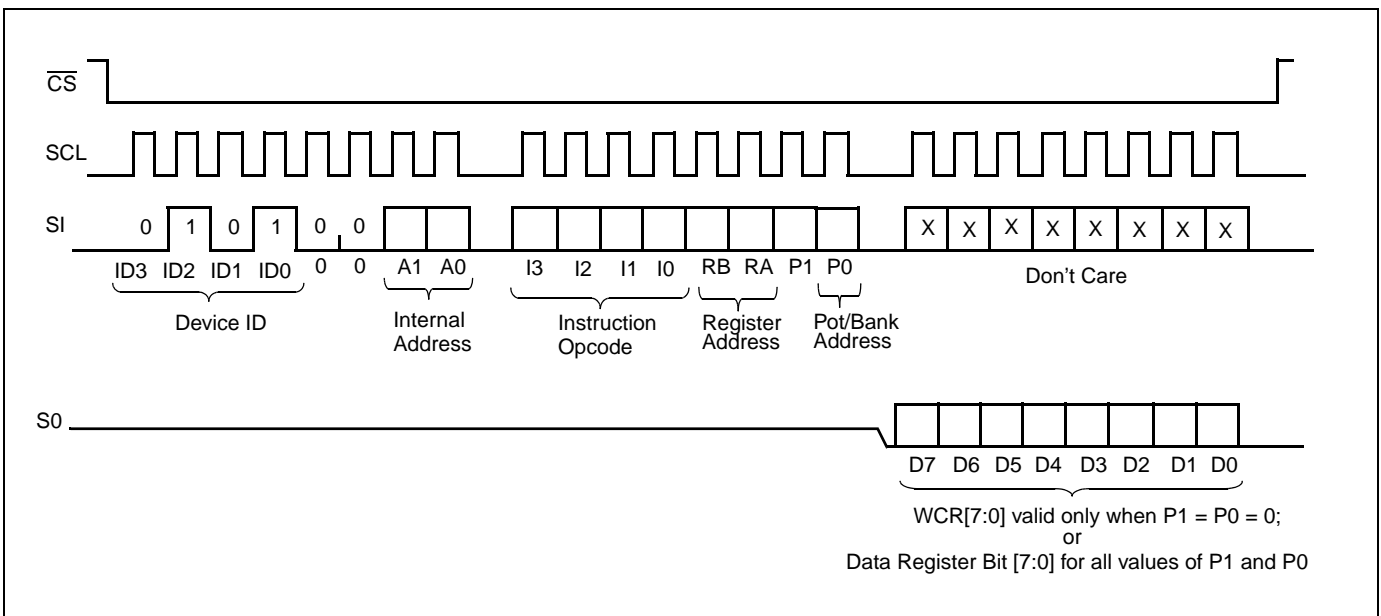 CS
SCL
SI
0 1 0 1 0 0
X X X X X X X X
ID3 ID2 ID1 ID0 0 0 A1 A0 I3 I2 I1 I0 RB RA P1 P0
Don't Care
Device ID
Internal
Address
Instruction
Opcode
Register
Address
Pot/Bank
Address
S0
D7 D6 D5 D4 D3 D2 D1 D0
WCR[7:0] valid only when P1 = P0 = 0;
or
Data Register Bit [7:0] for all values of P1 and P0